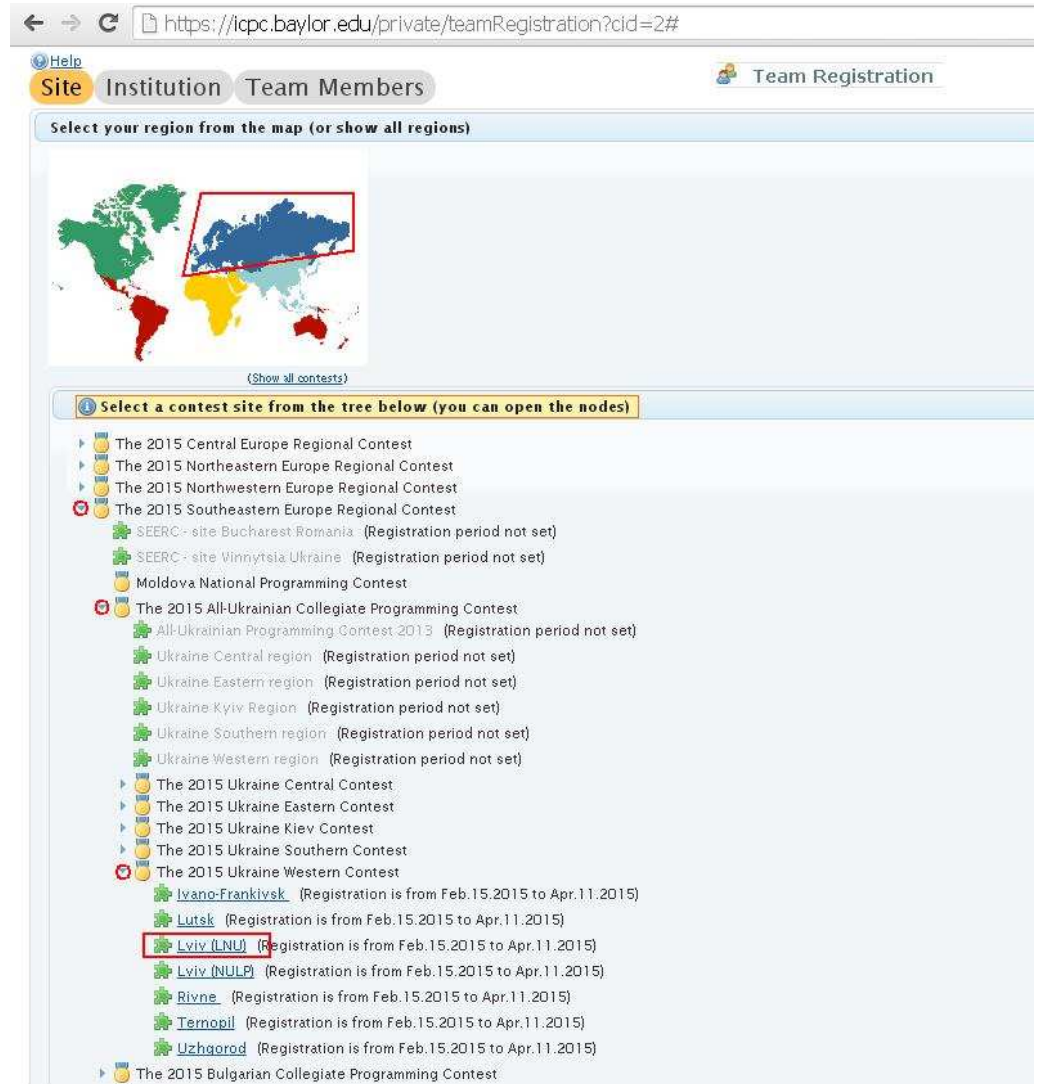 https://icpc.baylor.edu/private/teamRegistration?cid=2#
Help
Site Institution Team Members
Team Registration
Select your region from the map (or show all regions)
(Show all contests)
Select a contest site from the tree below (you can open the nodes)
The 2015 Central Europe Regional Contest
The 2015 Northeastern Europe Regional Contest
The 2015 Northwestern Europe Regional Contest
The 2015 Southeastern Europe Regional Contest
SEERC - site Bucharest Romania (Registration period not set)
SEERC - site Vinnytsia Ukraine (Registration period not set)
Moldova National Programming Contest
The 2015 All-Ukrainian Collegiate Programming Contest
All-Ukrainian Programming Contest 2013 (Registration period not set)
Ukraine Central region (Registration period not set)
Ukraine Eastern region (Registration period not set)
Ukraine Kyiv Region (Registration period not set)
Ukraine Southern region (Registration period not set)
Ukraine Western region (Registration period not set)
The 2015 Ukraine Central Contest
The 2015 Ukraine Eastern Contest
The 2015 Ukraine Kiev Contest
The 2015 Ukraine Southern Contest
The 2015 Ukraine Western Contest
Ivano-Frankivsk (Registration is from Feb.15.2015 to Apr.11.2015)
Lutsk (Registration is from Feb.15.2015 to Apr.11.2015)
Lviv (LNU) (Registration is from Feb.15.2015 to Apr.11.2015)
Lviv (NULP) (Registration is from Feb.15.2015 to Apr.11.2015)
Rivne (Registration is from Feb.15.2015 to Apr.11.2015)
Ternopil (Registration is from Feb.15.2015 to Apr.11.2015)
Uzhgorod (Registration is from Feb.15.2015 to Apr.11.2015)
The 2015 Bulgarian Collegiate Programming Contest